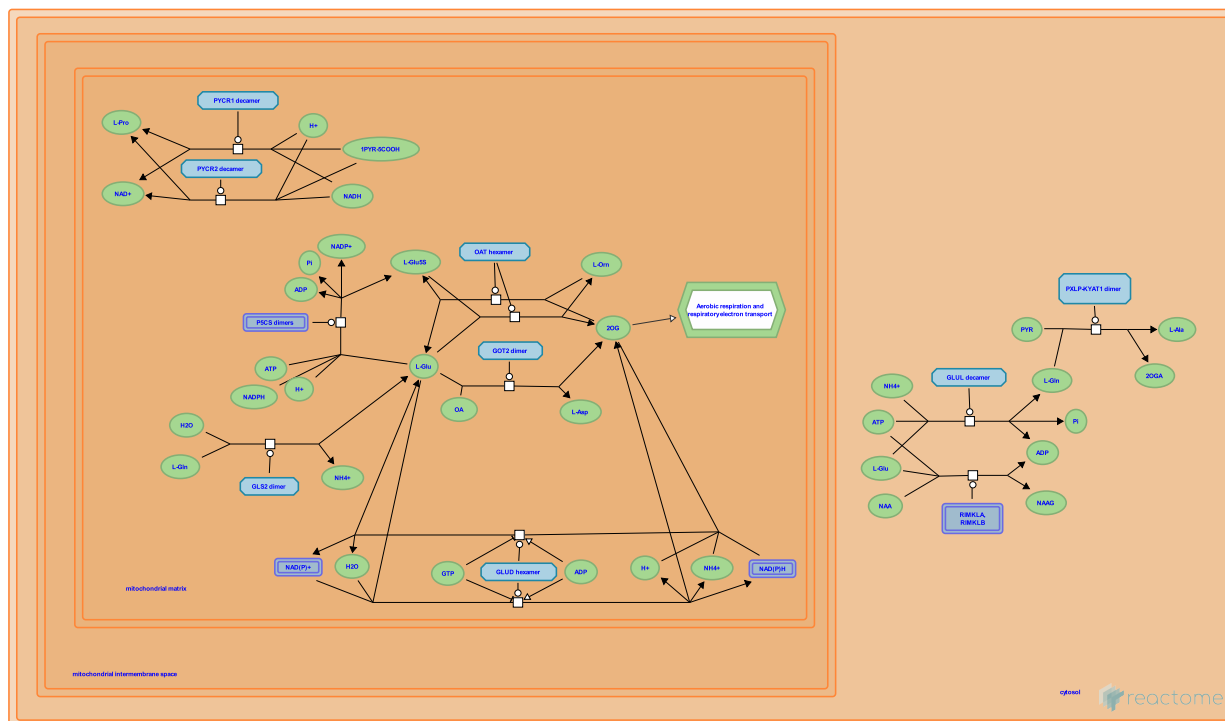 PYCR1 decamer
L-Pro
H+
1PYR-5COOH
PYCR2 decamer
NAD+
NADH
NADP+
OAT hexamer
Pi
L-Glu5S
L-Orn
ADP
Aerobic respiration and
respiratory electron transport
P5CS dimers
2OG
PXLP-KYAT1 dimer
PYR
L-Ala
GOT2 dimer
ATP
L-Glu
H+
NADPH
OA
L-Asp
GLUL decamer
L-Gln
2OGA
NH4+
H2O
ATP
Pi
L-Gln
NH4+
GLS2 dimer
L-Glu
ADP
NAA
NAAG
RIMKLA,
RIMKLB
NAD(P)+
H2O
GTP
GLUD hexamer
ADP
H+
NH4+
NAD(P)H
mitochondrial matrix
mitochondrial intermembrane space
cytosol
reactome